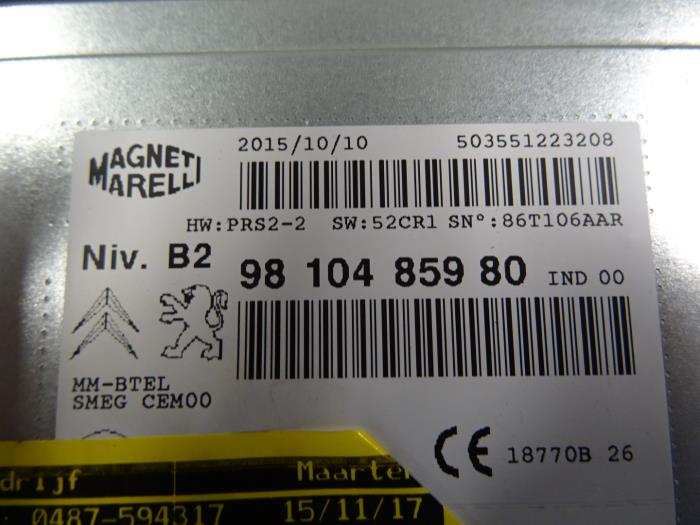 MAGNETI MARELLI
2015/10/10 503551223208
HW:PRS2-2 SW:52CR1 SN°:86T106AAR
Niv. B2 98 104 859 80 IND 00
MM-BTEL
SMEG CEM00
CE 18770B 26
drijf Maarten
0487-594317 15/11/17